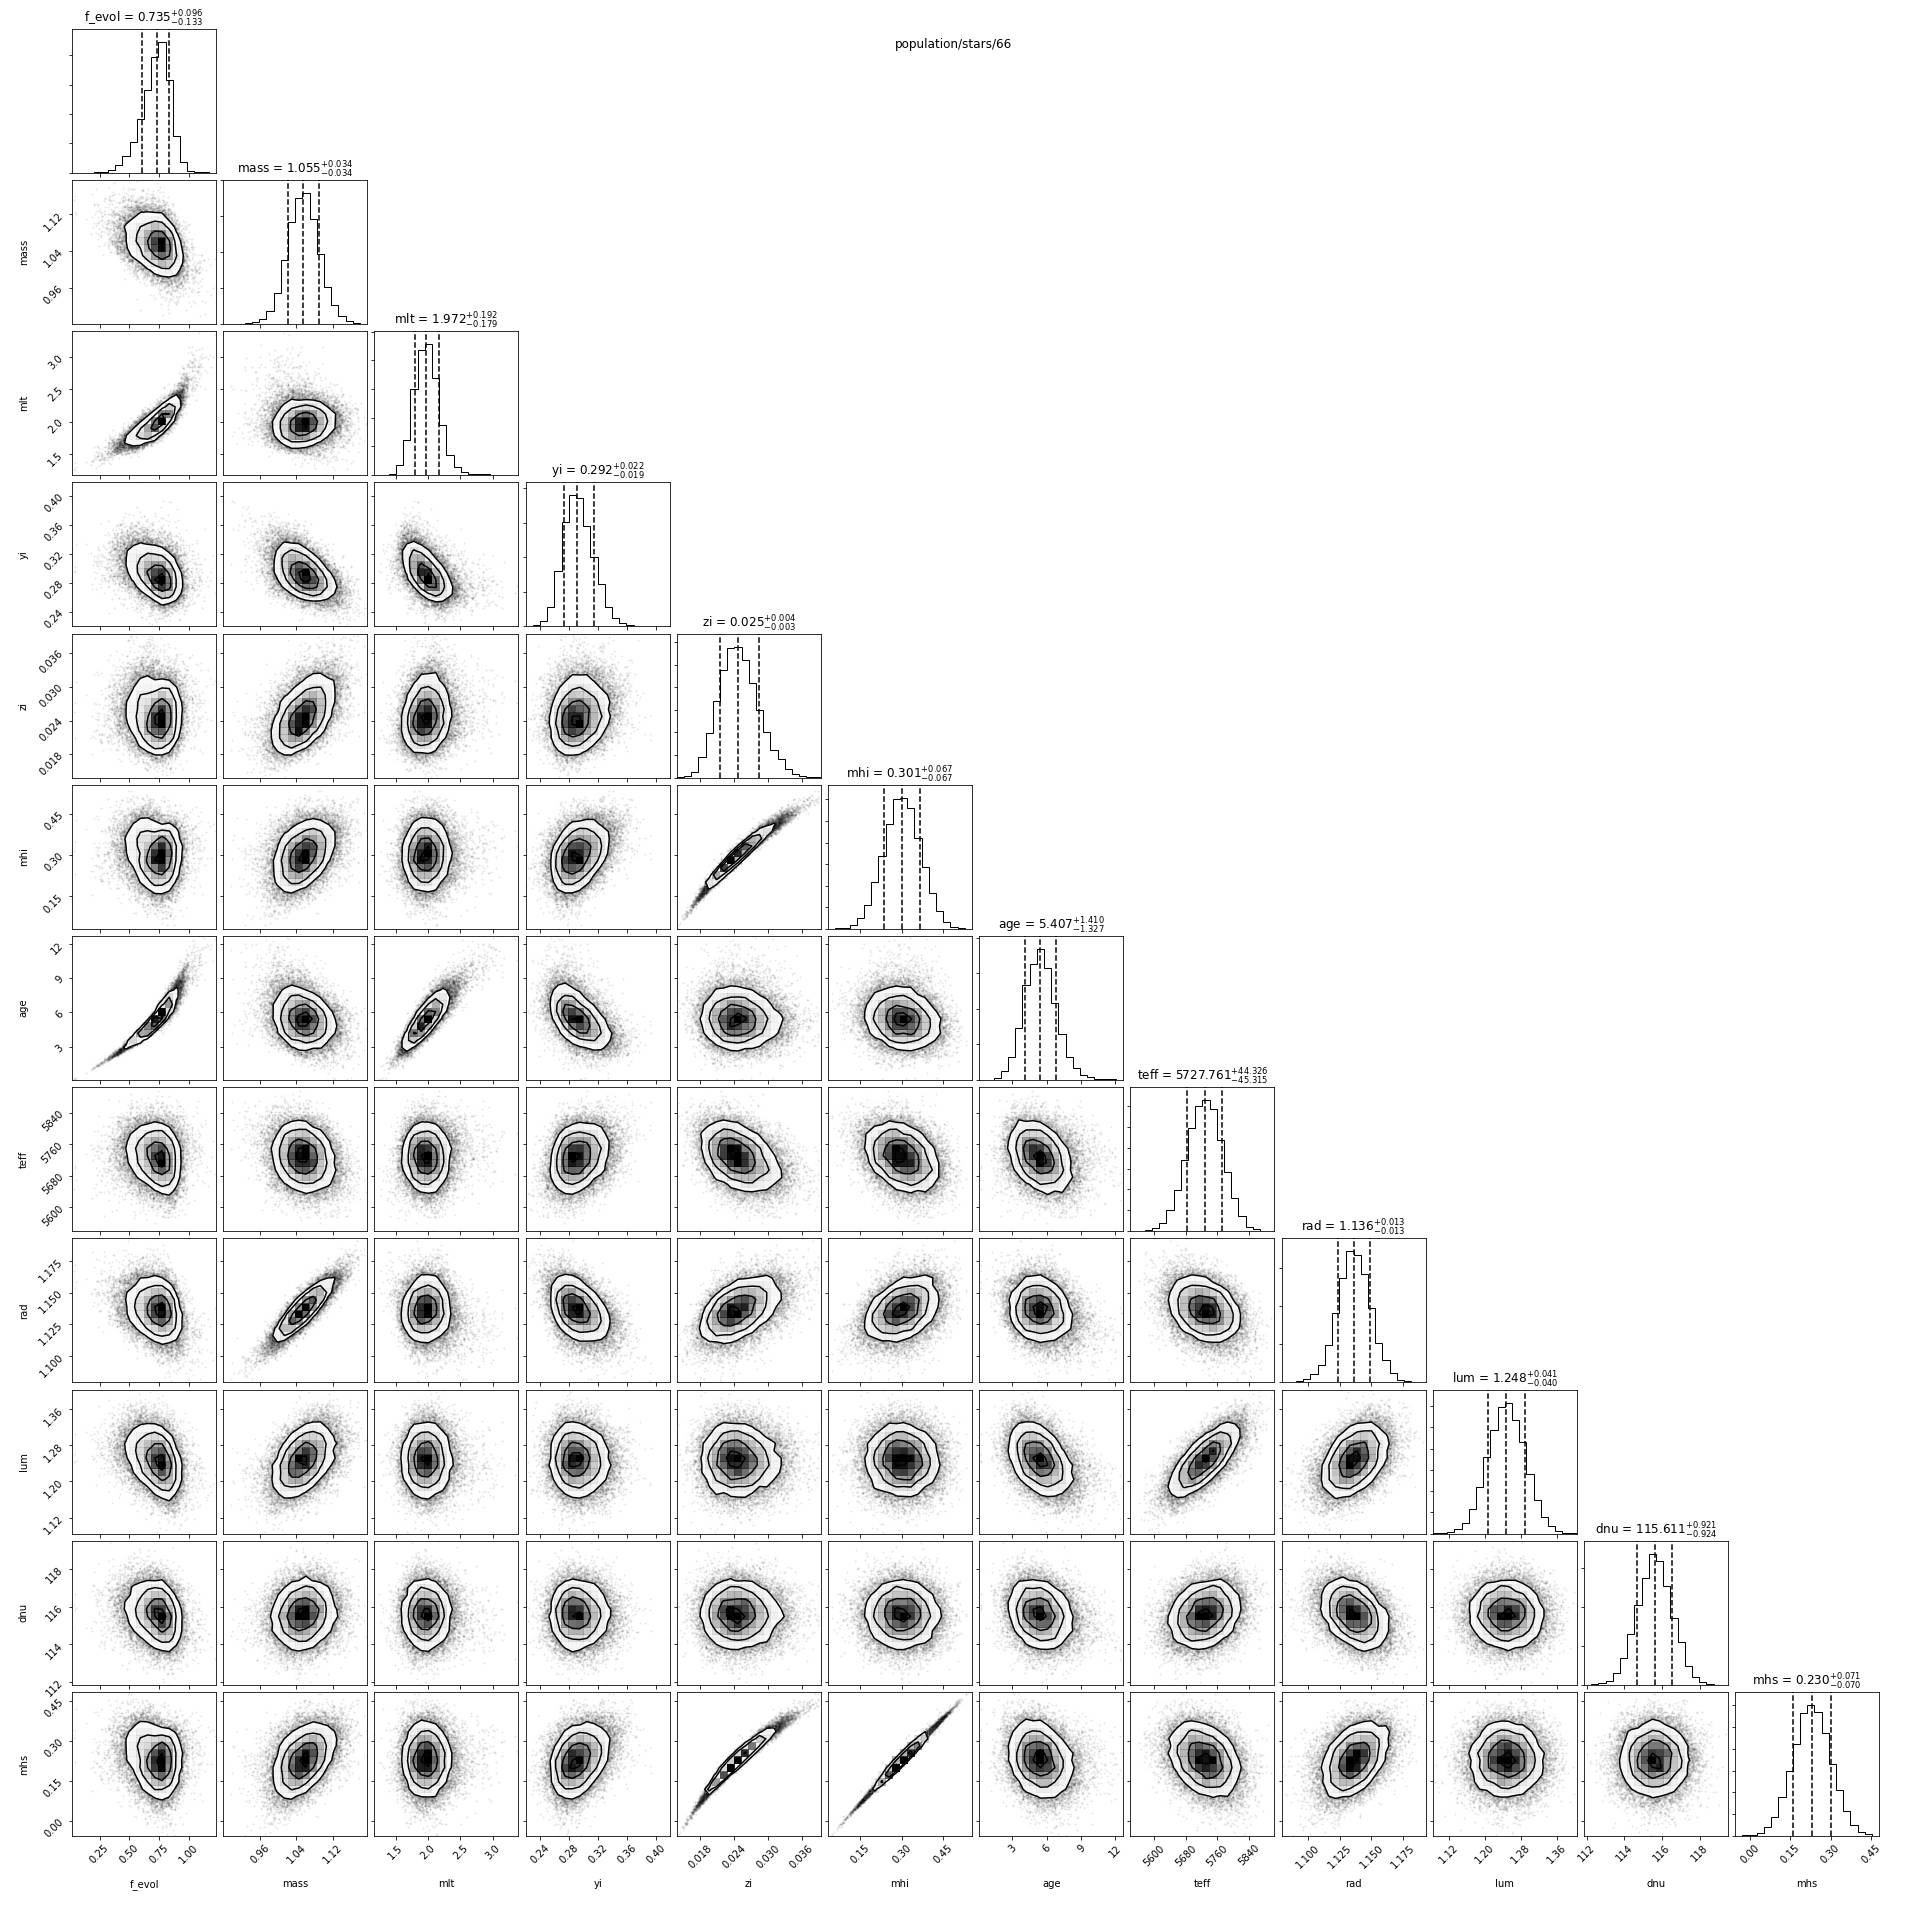 population/stars/66
f_evol = 0.735+0.096 −0.133
mass = 1.055+0.034 −0.034
mlt = 1.972+0.192 −0.179
yi = 0.292+0.022 −0.019
zi = 0.025+0.004 −0.003
mhi = 0.301+0.067 −0.067
age = 5.407+1.410 −1.327
teff = 5727.761+44.326 −45.315
rad = 1.136+0.013 −0.013
lum = 1.248+0.041 −0.040
dnu = 115.611+0.921 −0.924
mhs = 0.230+0.071 −0.070
mass
1.12
1.04
0.96
mlt
3.0
2.5
2.0
1.5
yi
0.40
0.36
0.32
0.28
0.24
zi
0.036
0.030
0.024
0.018
mhi
0.45
0.30
0.15
age
12
9
6
3
teff
5840
5760
5680
5600
rad
1.175
1.150
1.125
1.100
lum
1.36
1.28
1.20
1.12
dnu
118
116
114
112
mhs
0.45
0.30
0.15
0.00
0.25 0.50 0.75 1.00
f_evol
0.96 1.04 1.12
mass
1.5 2.0 2.5 3.0
mlt
0.24 0.28 0.32 0.36 0.40
yi
0.018 0.024 0.030 0.036
zi
0.15 0.30 0.45
mhi
3 6 9 12
age
5600 5680 5760 5840
teff
1.100 1.125 1.150 1.175
rad
1.12 1.20 1.28 1.36
lum
112 114 116 118
dnu
0.00 0.15 0.30 0.45
mhs